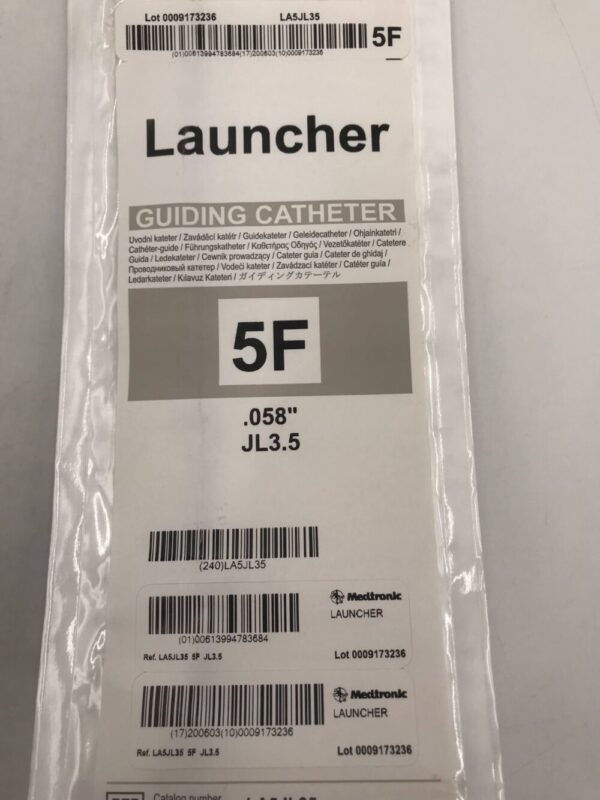 Lot 0009173236 LA5JL35
5F
(01)00613994783684(17)200603(10)0009173236
Launcher
GUIDING CATHETER
Uvodni kateter / Zaváděcí katétr / Guidekateter / Geleidecatheter / Ohjainkatetri /
Cathéter-guide / Führungskatheter / Καθετήρας Οδηγός / Vezetőkatéter / Catetere
Guida / Ledekateter / Cewnik prowadzący / Cateter guia / Cateter de ghidaj /
Проводниковый катетер / Vodeći kateter / Zavádzací katéter / Catéter guía /
Ledarkateter / Kılavuz Kateteri / ガイディングカテーテル
5F
.058"
JL3.5
(240)LA5JL35
Medtronic
LAUNCHER
(01)00613994783684
Ref. LA5JL35 5F JL3.5 Lot 0009173236
Medtronic
LAUNCHER
(17)200603(10)0009173236
Ref. LA5JL35 5F JL3.5 Lot 0009173236
Catalog number